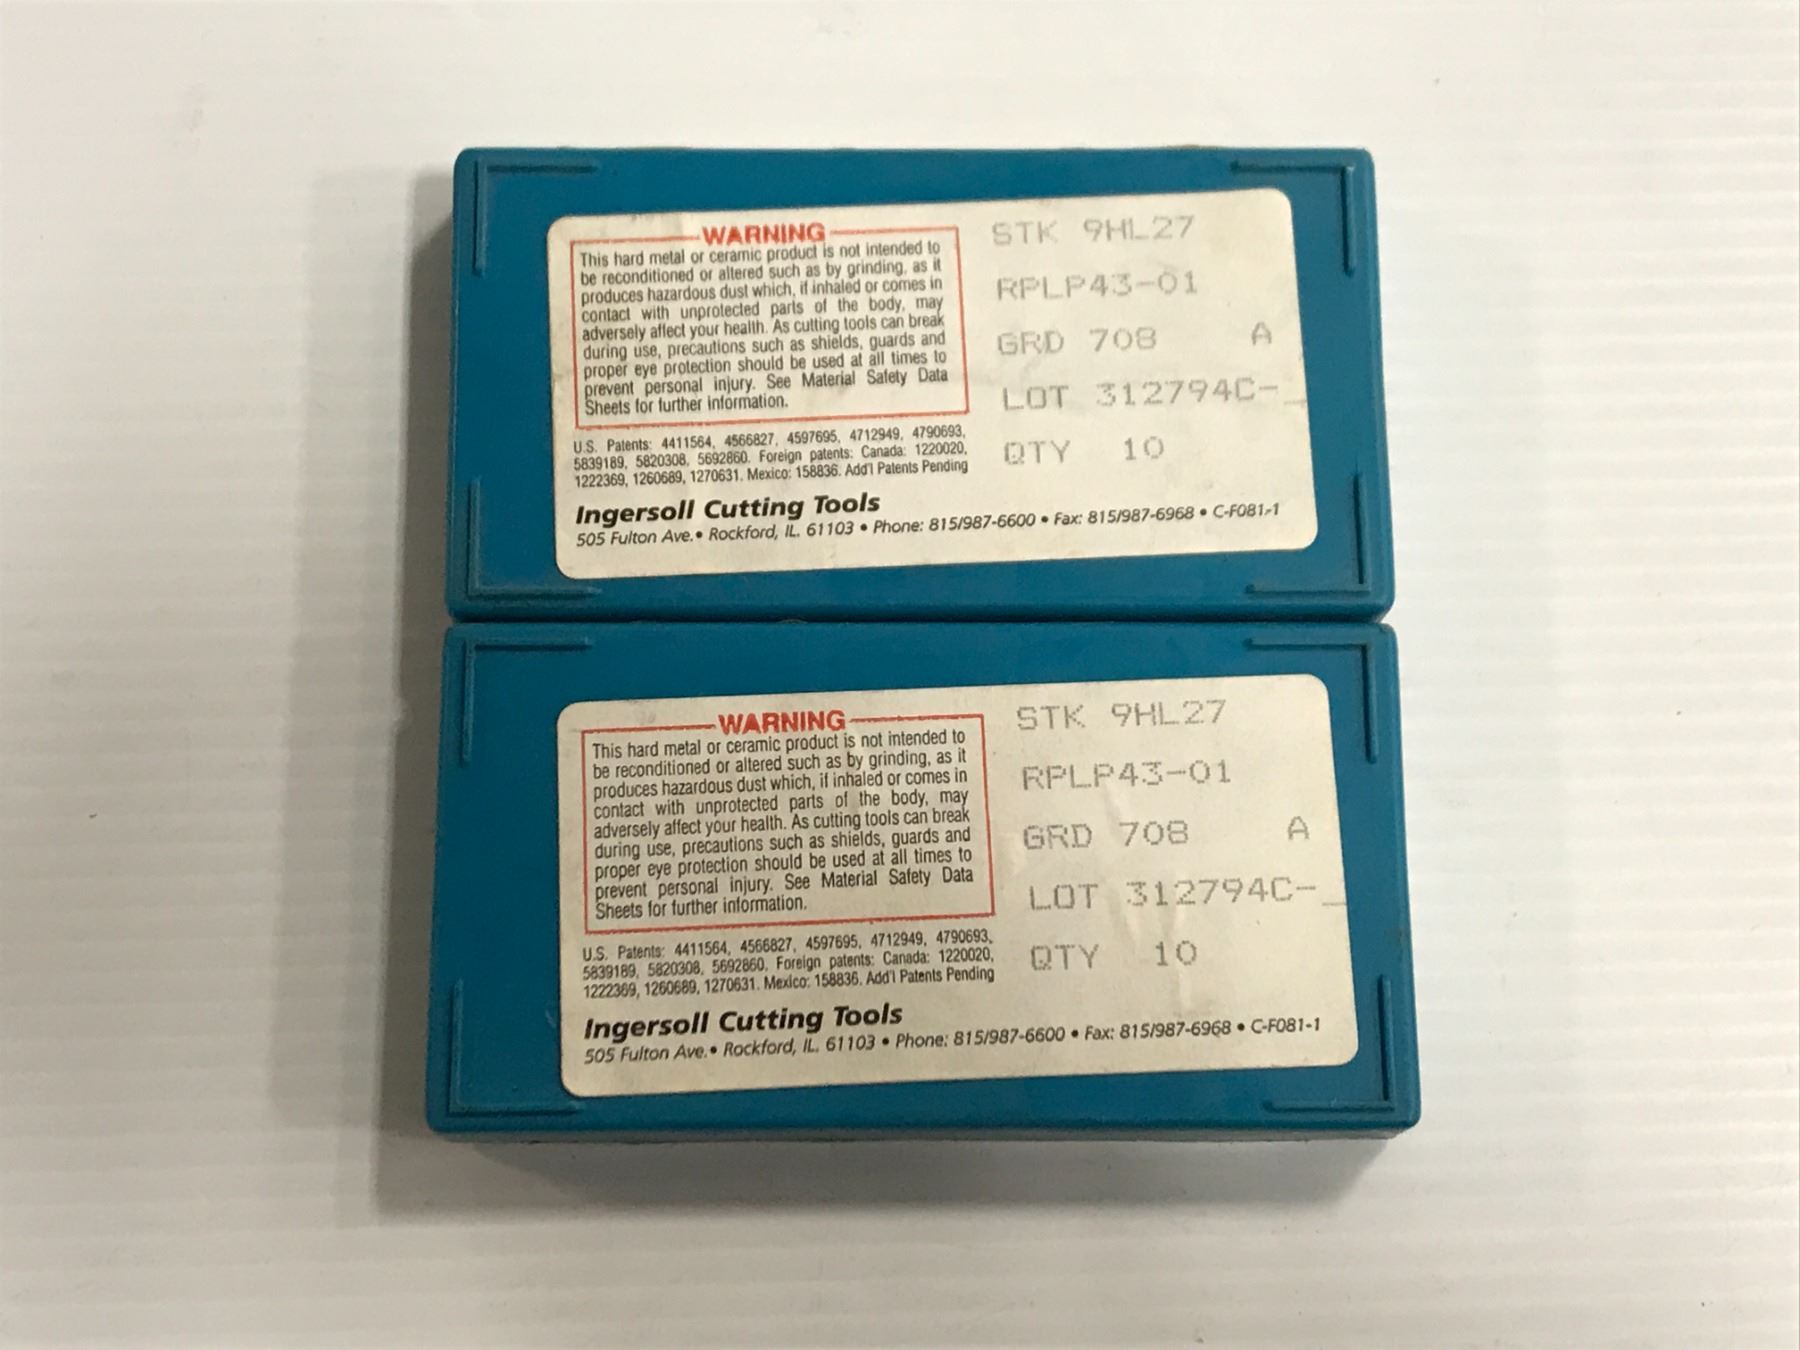 WARNING
This hard metal or ceramic product is not intended to
be reconditioned or altered such as by grinding, as it
produces hazardous dust which, if inhaled or comes in
contact with unprotected parts of the body, may
adversely affect your health. As cutting tools can break
during use, precautions such as shields, guards and
proper eye protection should be used at all times to
prevent personal injury. See Material Safety Data
Sheets for further information.
U.S. Patents: 4411564, 4566827, 4597695, 4712949, 4790693,
5839189, 5820308, 5692860. Foreign patents: Canada: 1220020,
1222369, 1260689, 1270631. Mexico: 158836. Add'l Patents Pending
STK 9HL27
RPLP43-01
GRD 708 A
LOT 312794C-_
QTY 10
Ingersoll Cutting Tools
505 Fulton Ave.• Rockford, IL. 61103 • Phone: 815/987-6600 • Fax: 815/987-6968 • C-F081-1
WARNING
This hard metal or ceramic product is not intended to
be reconditioned or altered such as by grinding, as it
produces hazardous dust which, if inhaled or comes in
contact with unprotected parts of the body, may
adversely affect your health. As cutting tools can break
during use, precautions such as shields, guards and
proper eye protection should be used at all times to
prevent personal injury. See Material Safety Data
Sheets for further information.
U.S. Patents: 4411564, 4566827, 4597695, 4712949, 4790693,
5839189, 5820308, 5692860. Foreign patents: Canada: 1220020,
1222369, 1260689, 1270631. Mexico: 158836. Add'l Patents Pending
STK 9HL27
RPLP43-01
GRD 708 A
LOT 312794C-_
QTY 10
Ingersoll Cutting Tools
505 Fulton Ave.• Rockford, IL. 61103 • Phone: 815/987-6600 • Fax: 815/987-6968 • C-F081-1